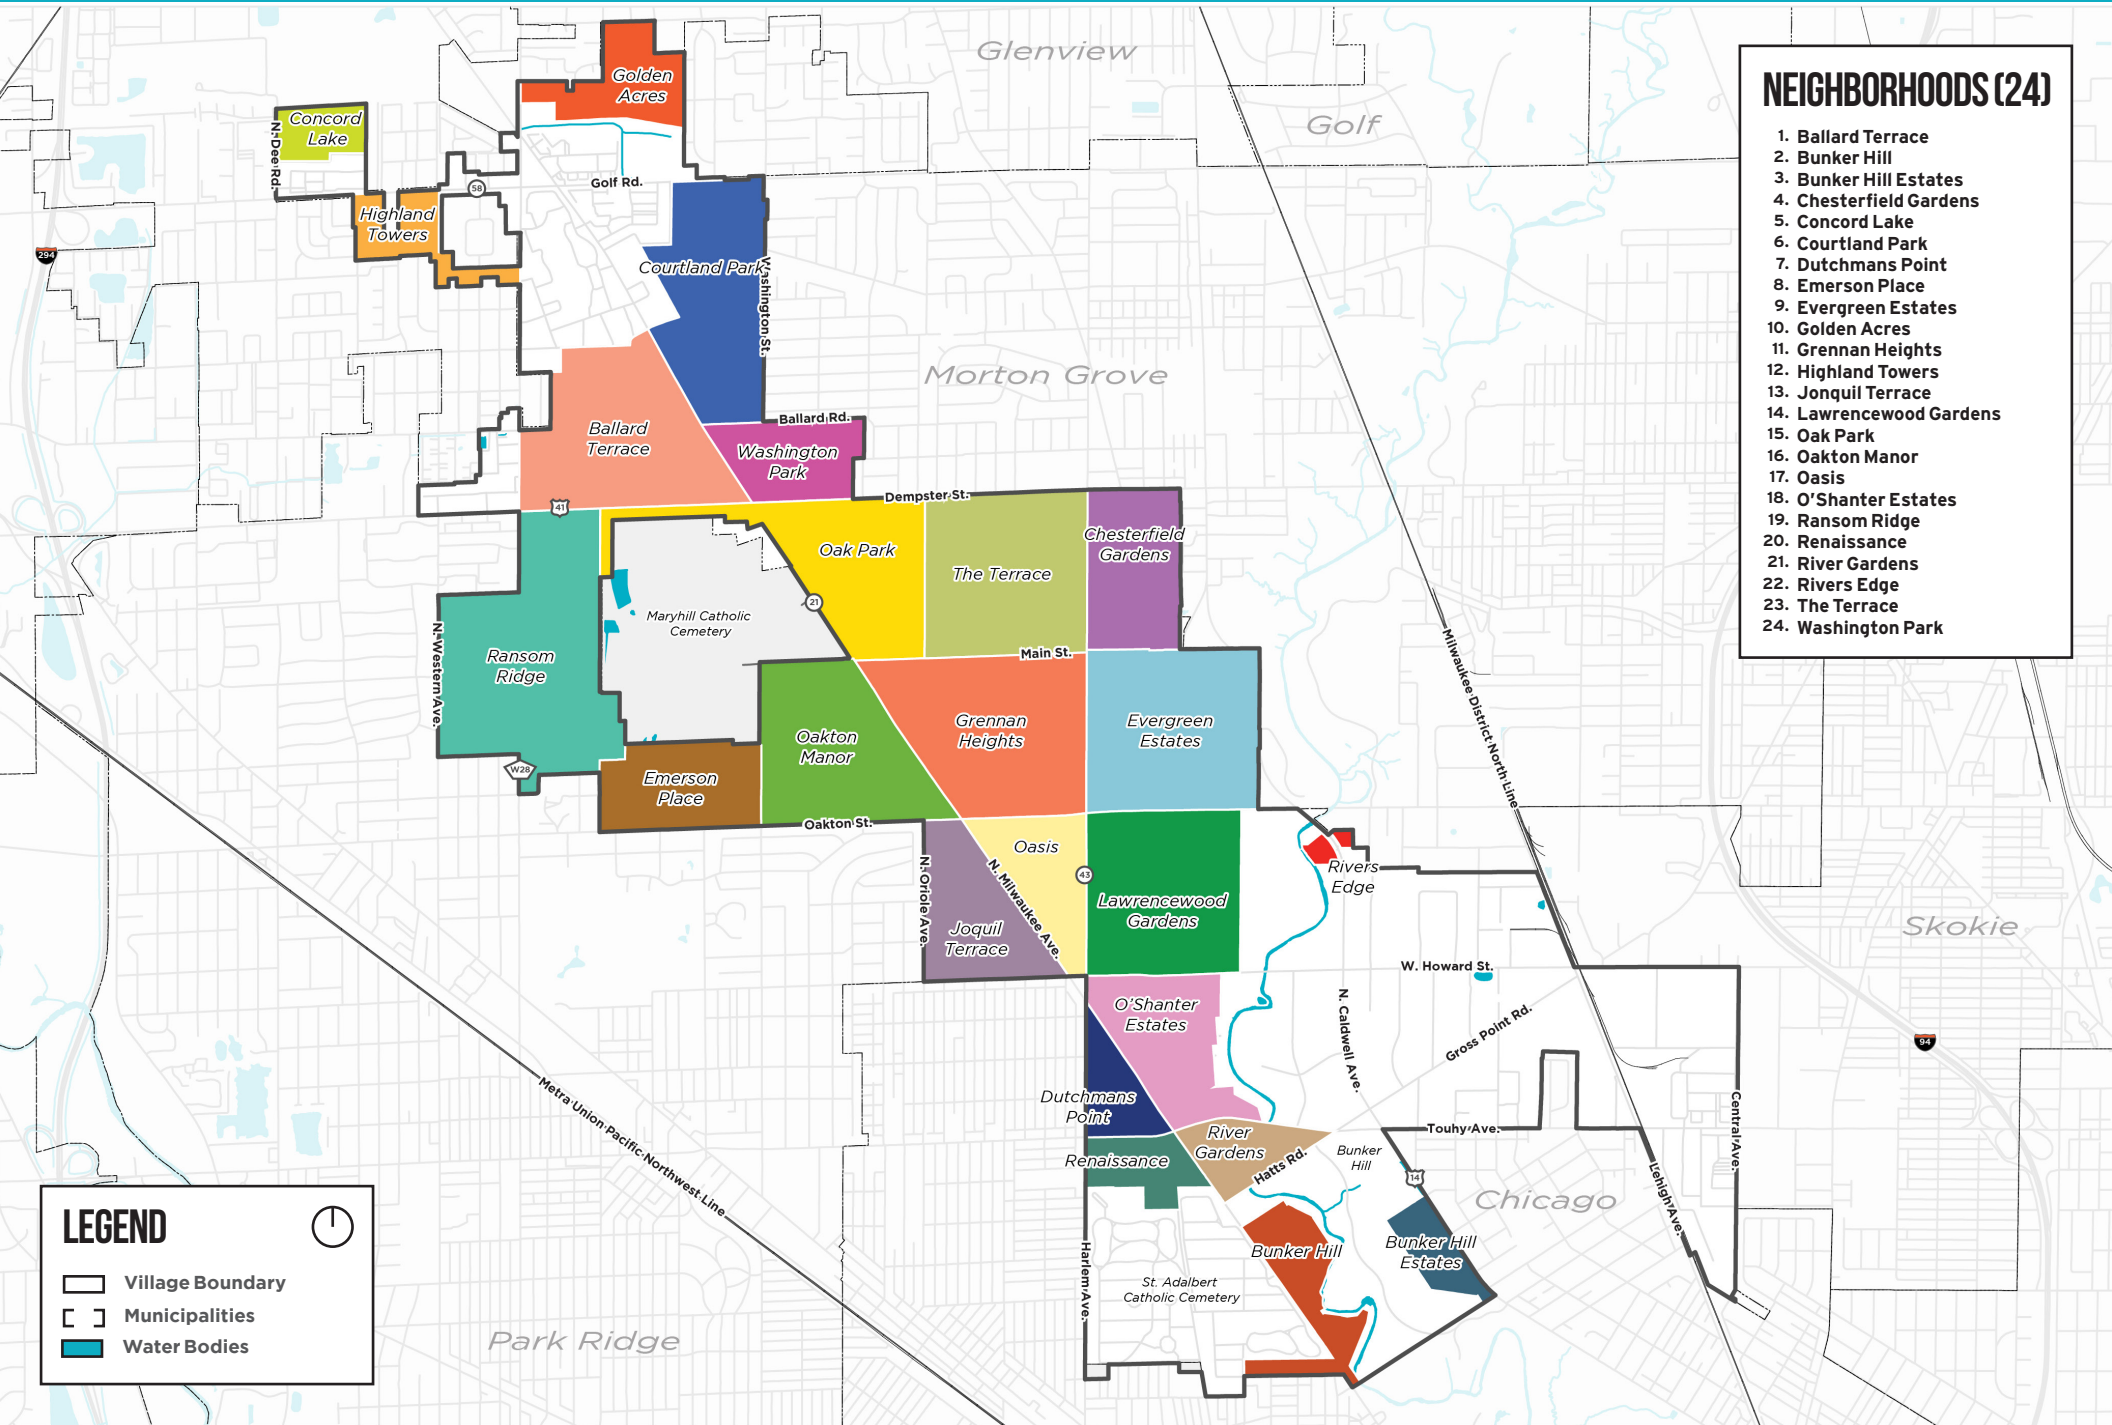 Glenview
Golf
Morton Grove
Skokie
Chicago
Park Ridge
Golden
Acres
Concord
Lake
N. Dee Rd.
58
Golf Rd.
Highland
Towers
294
Courtland Park
Washington St.
Ballard
Terrace
Ballard Rd.
Washington
Park
Dempster St.
41
Oak Park
The Terrace
Chesterfield
Gardens
Maryhill Catholic
Cemetery
21
N. Western Ave.
Ransom
Ridge
Main St.
Oakton
Manor
Grennan
Heights
Evergreen
Estates
W28
Emerson
Place
Oakton St.
Oasis
N. Oriole Ave.
N. Milwaukee Ave.
43
Rivers
Edge
Lawrencewood
Gardens
Joquil
Terrace
Milwaukee District North Line
W. Howard St.
O'Shanter
Estates
N. Caldwell Ave.
Gross Point Rd.
94
Dutchmans
Point
Metra Union Pacific Northwest Line
Central Ave.
Touhy Ave.
River
Gardens
Renaissance
Hatts Rd.
Bunker
Hill
14
Lehigh Ave.
Bunker Hill
Bunker Hill
Estates
Harlem Ave.
St. Adalbert
Catholic Cemetery
NEIGHBORHOODS (24)
1. Ballard Terrace
2. Bunker Hill
3. Bunker Hill Estates
4. Chesterfield Gardens
5. Concord Lake
6. Courtland Park
7. Dutchmans Point
8. Emerson Place
9. Evergreen Estates
10. Golden Acres
11. Grennan Heights
12. Highland Towers
13. Jonquil Terrace
14. Lawrencewood Gardens
15. Oak Park
16. Oakton Manor
17. Oasis
18. O'Shanter Estates
19. Ransom Ridge
20. Renaissance
21. River Gardens
22. Rivers Edge
23. The Terrace
24. Washington Park
LEGEND
Village Boundary
Municipalities
Water Bodies